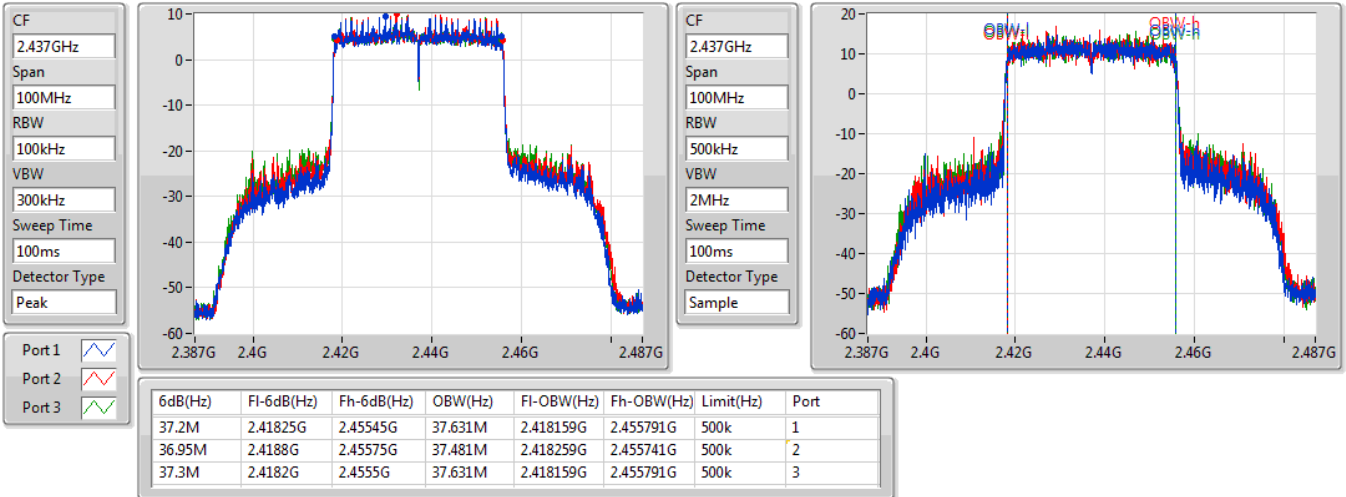 CF
2.437GHz
Span
100MHz
RBW
100kHz
VBW
300kHz
Sweep Time
100ms
Detector Type
Peak
10
0
-10
-20
-30
-40
-50
-60
2.387G 2.4G 2.42G 2.44G 2.46G 2.487G
CF
2.437GHz
Span
100MHz
RBW
500kHz
VBW
2MHz
Sweep Time
100ms
Detector Type
Sample
20
10
0
-10
-20
-30
-40
-50
-60
OBW-l
OBW-h
OBW-h
2.387G 2.4G 2.42G 2.44G 2.46G 2.487G
Port 1
Port 2
Port 3
6dB(Hz) Fl-6dB(Hz) Fh-6dB(Hz) OBW(Hz) Fl-OBW(Hz) Fh-OBW(Hz) Limit(Hz) Port
37.2M 2.41825G 2.45545G 37.631M 2.418159G 2.455791G 500k 1
36.95M 2.4188G 2.45575G 37.481M 2.418259G 2.455741G 500k 2
37.3M 2.4182G 2.4555G 37.631M 2.418159G 2.455791G 500k 3